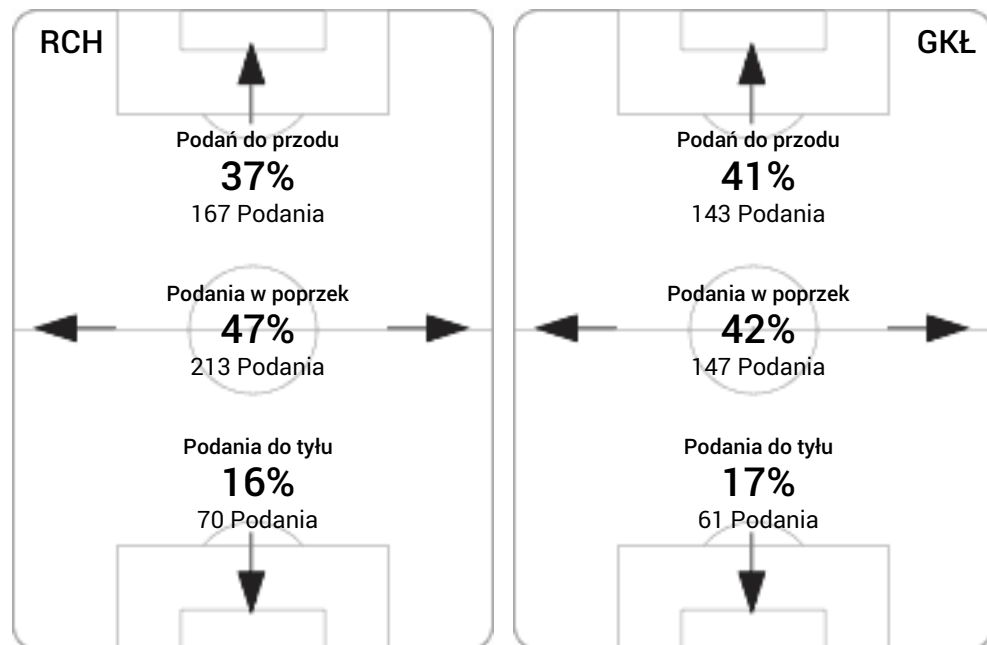 RCH
Podań do przodu
37%
167 Podania
Podania w poprzek
47%
213 Podania
Podania do tyłu
16%
70 Podania
GKŁ
Podań do przodu
41%
143 Podania
Podania w poprzek
42%
147 Podania
Podania do tyłu
17%
61 Podania